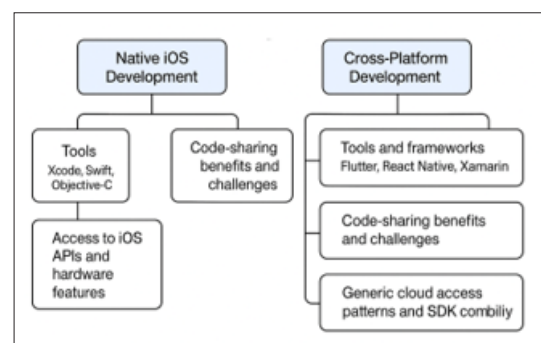 Native iOS
Development
Tools
Xcode, Swift,
Objective-C
Code-sharing
benefits and
challenges
Access to iOS
APIs and
hardware
features
Cross-Platform
Development
Tools and frameworks
Flutter, React Native, Xamarin
Code-sharing benefits
and challenges
Generic cloud access
patterns and SDK combiliy